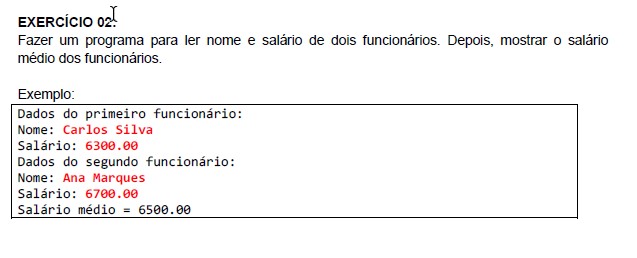 EXERCÍCIO 02:
Fazer um programa para ler nome e salário de dois funcionários. Depois, mostrar o salário
médio dos funcionários.
Exemplo:
Dados do primeiro funcionário:
Nome: Carlos Silva
Salário: 6300.00
Dados do segundo funcionário:
Nome: Ana Marques
Salário: 6700.00
Salário médio = 6500.00